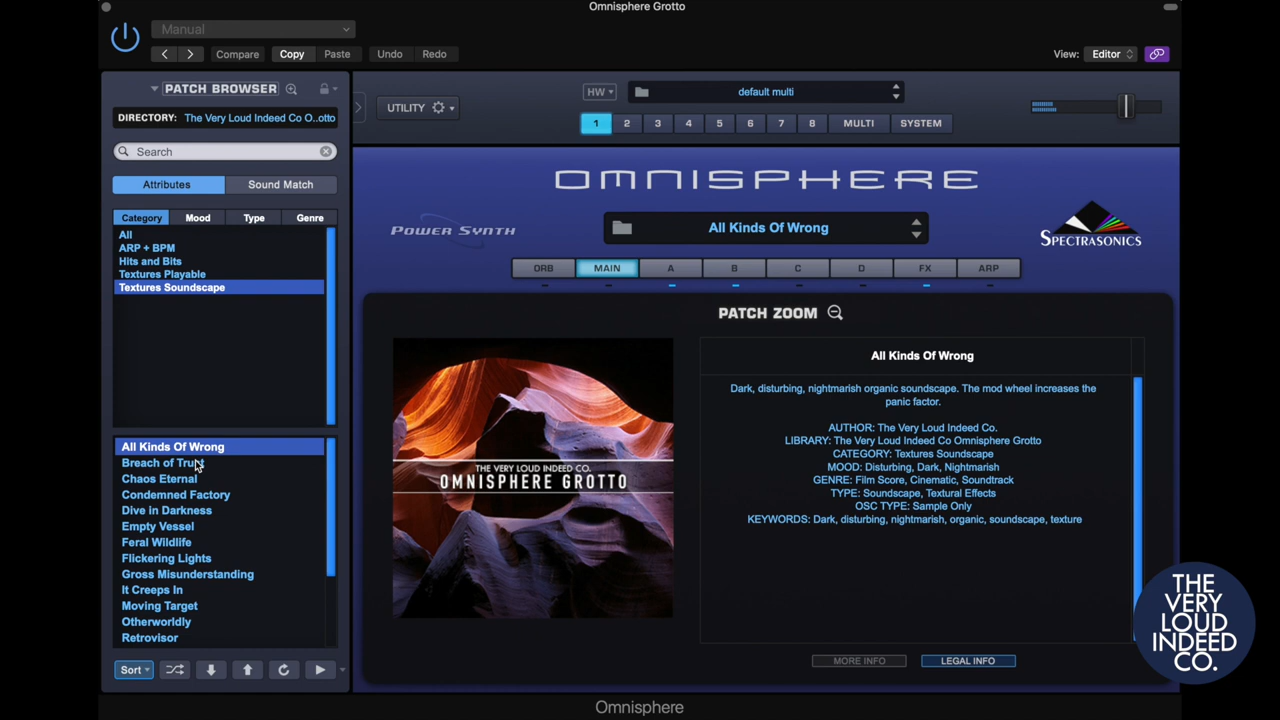 Omnisphere Grotto
Manual
Compare Copy Paste Undo Redo
View: Editor
PATCH BROWSER
DIRECTORY: The Very Loud Indeed Co O..otto
Search
Attributes Sound Match
Category Mood Type Genre
All
ARP + BPM
Hits and Bits
Textures Playable
Textures Soundscape
All Kinds Of Wrong
Breach of Trust
Chaos Eternal
Condemned Factory
Dive in Darkness
Empty Vessel
Feral Wildlife
Flickering Lights
Gross Misunderstanding
It Creeps In
Moving Target
Otherworldly
Retrovisor
Sort
UTILITY
HW
default multi
1 2 3 4 5 6 7 8 MULTI SYSTEM
OMNISPHERE
POWER SYNTH
All Kinds Of Wrong
SPECTRASONICS
ORB MAIN A B C D FX ARP
PATCH ZOOM
THE VERY LOUD INDEED CO.
OMNISPHERE GROTTO
All Kinds Of Wrong
Dark, disturbing, nightmarish organic soundscape. The mod wheel increases the
panic factor.
AUTHOR: The Very Loud Indeed Co.
LIBRARY: The Very Loud Indeed Co Omnisphere Grotto
CATEGORY: Textures Soundscape
MOOD: Disturbing, Dark, Nightmarish
GENRE: Film Score, Cinematic, Soundtrack
TYPE: Soundscape, Textural Effects
OSC TYPE: Sample Only
KEYWORDS: Dark, disturbing, nightmarish, organic, soundscape, texture
MORE INFO LEGAL INFO
THE
VERY
LOUD
INDEED
CO.
Omnisphere